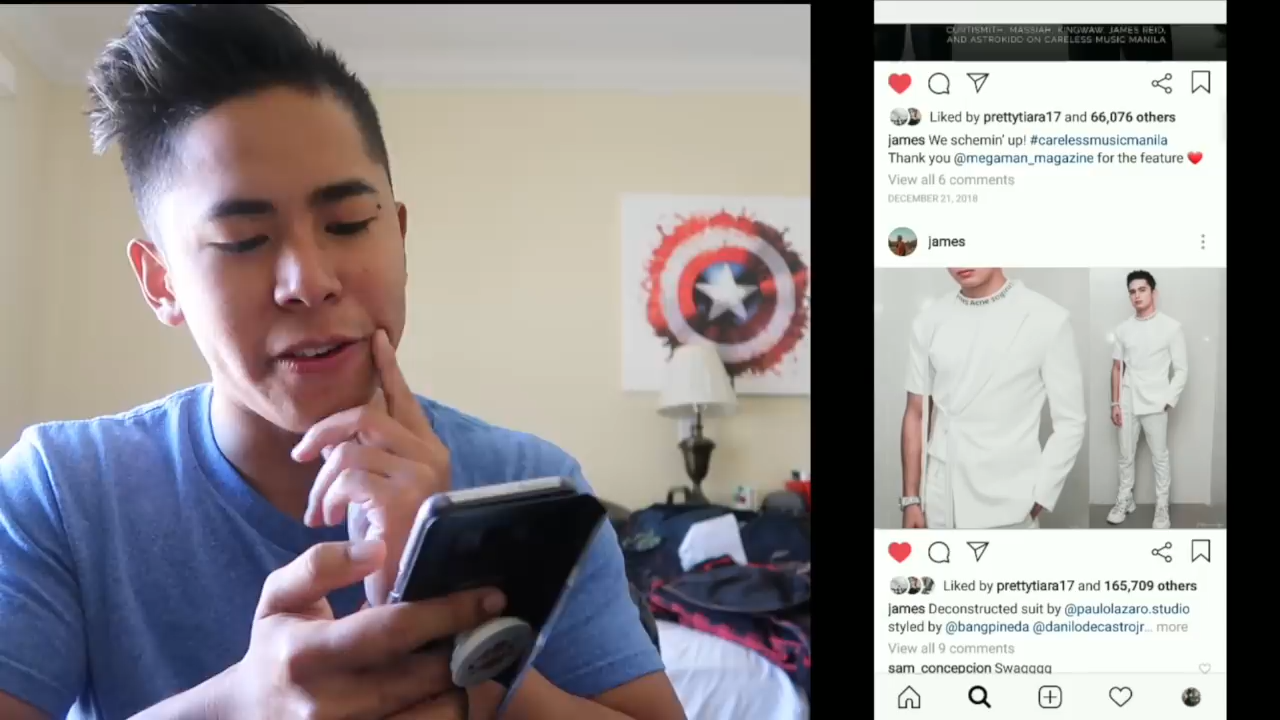 CURTISMITH, MASSIAH, KINGWAW, JAMES REID,
AND ASTROKIDD ON CARELESS MUSIC MANILA
Liked by prettytiara17 and 66,076 others
james We schemin' up! #carelessmusicmanila
Thank you @megaman_magazine for the feature ❤️
View all 6 comments
DECEMBER 21, 2018
james
Liked by prettytiara17 and 165,709 others
james Deconstructed suit by @paulolazaro.studio
styled by @bangpineda @danilodecastrojr... more
View all 9 comments
sam_concepcion Swagggg